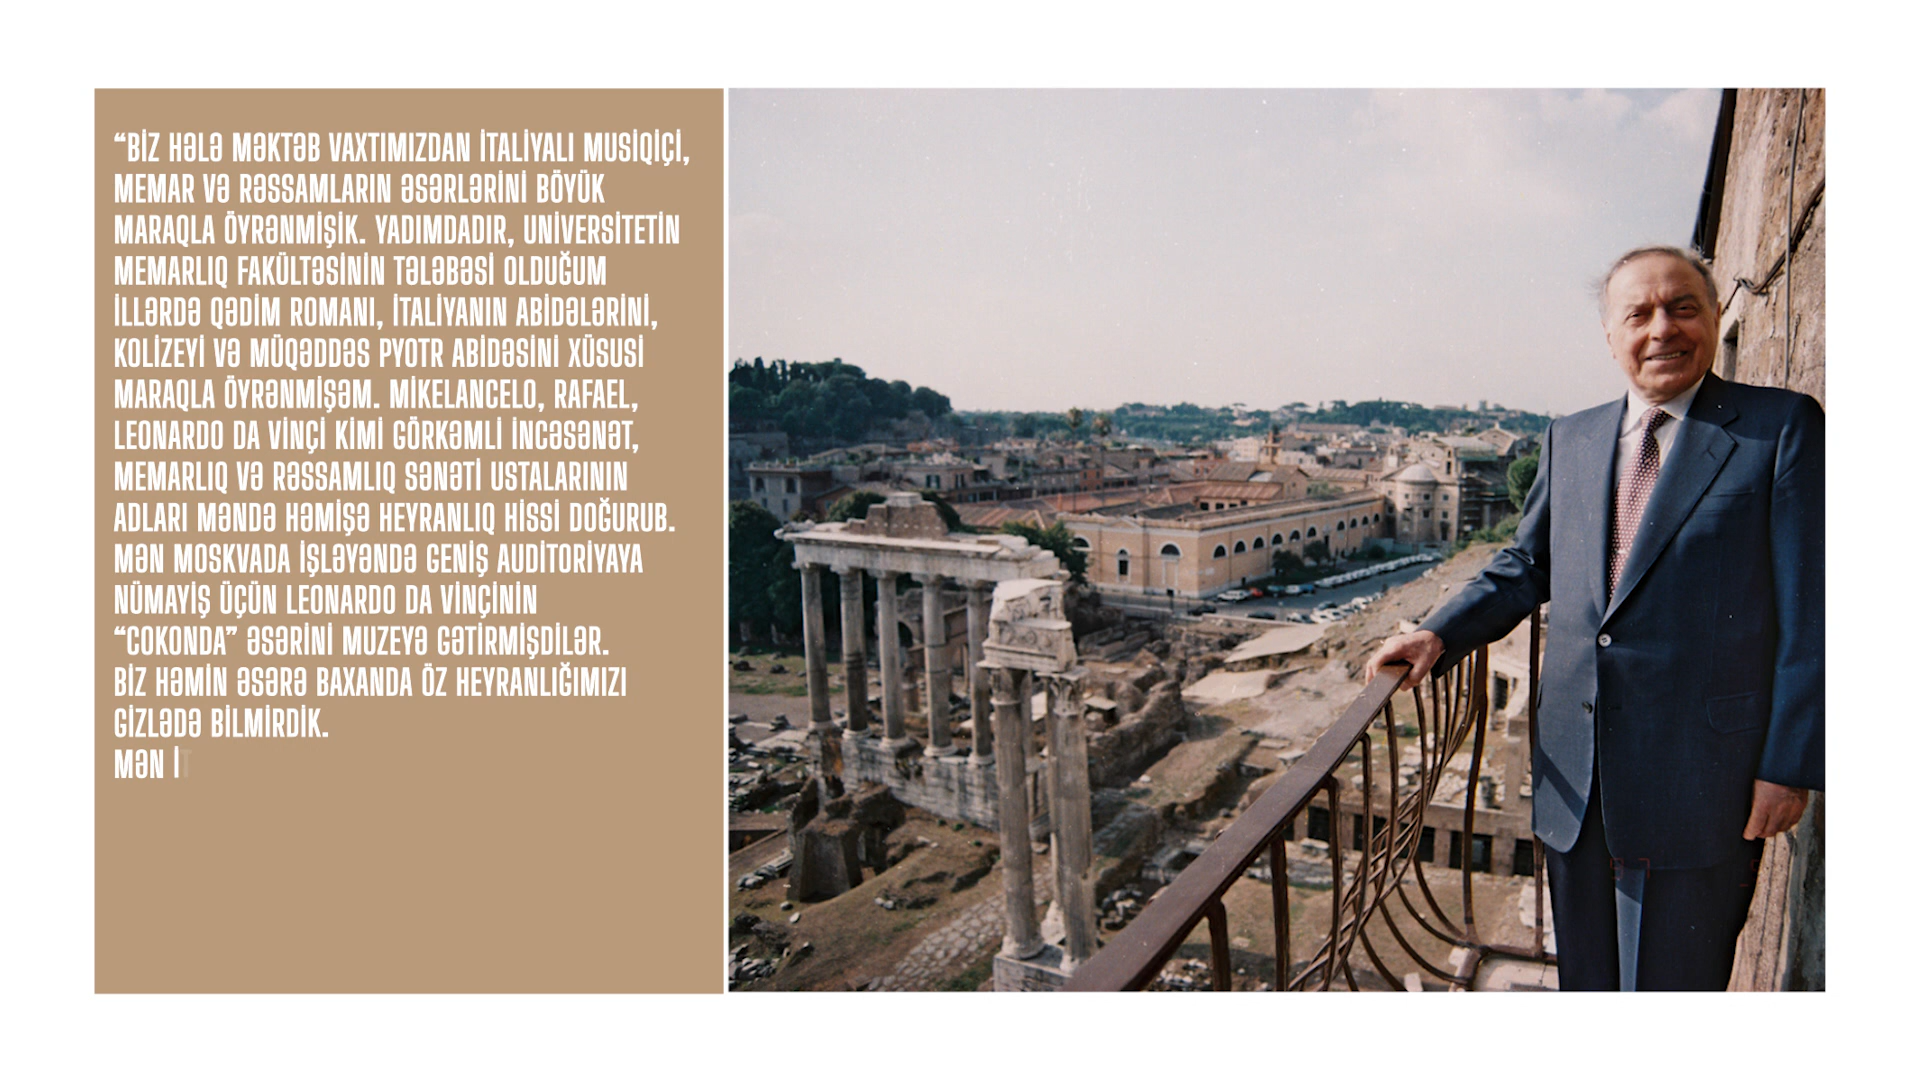 “BİZ HƏLƏ MƏKTƏB VAXTIMIZDAN İTALİYALI MUSİQİÇİ,
MEMAR VƏ RƏSSAMLARIN ƏSƏRLƏRİNİ BÖYÜK
MARAQLA ÖYRƏNMİŞİK. YADIMDADIR, UNİVERSİTETİN
MEMARLIQ FAKÜLTƏSİNİN TƏLƏBƏSİ OLDUĞUM
İLLƏRDƏ QƏDİM ROMANI, İTALİYANIN ABİDƏLƏRİNİ,
KOLİZEYİ VƏ MÜQƏDDƏS PYOTR ABİDƏSİNİ XÜSUSİ
MARAQLA ÖYRƏNMİŞƏM. MİKELANCELO, RAFAEL,
LEONARDO DA VİNÇİ KİMİ GÖRKƏMLİ İNCƏSƏNƏT,
MEMARLIQ VƏ RƏSSAMLIQ SƏNƏTİ USTALARININ
ADLARI MƏNDƏ HƏMİŞƏ HEYRANLIQ HİSSİ DOĞURUB.
MƏN MOSKVADA İŞLƏYƏNDƏ GENİŞ AUDİTORİYAYA
NÜMAYİŞ ÜÇÜN LEONARDO DA VİNÇİNİN
“COKONDA” ƏSƏRİNİ MUZEYƏ GƏTİRMİŞDİLƏR.
BİZ HƏMİN ƏSƏRƏ BAXANDA ÖZ HEYRANLIĞIMIZI
GİZLƏDƏ BİLMİRDİK.
MƏN İT